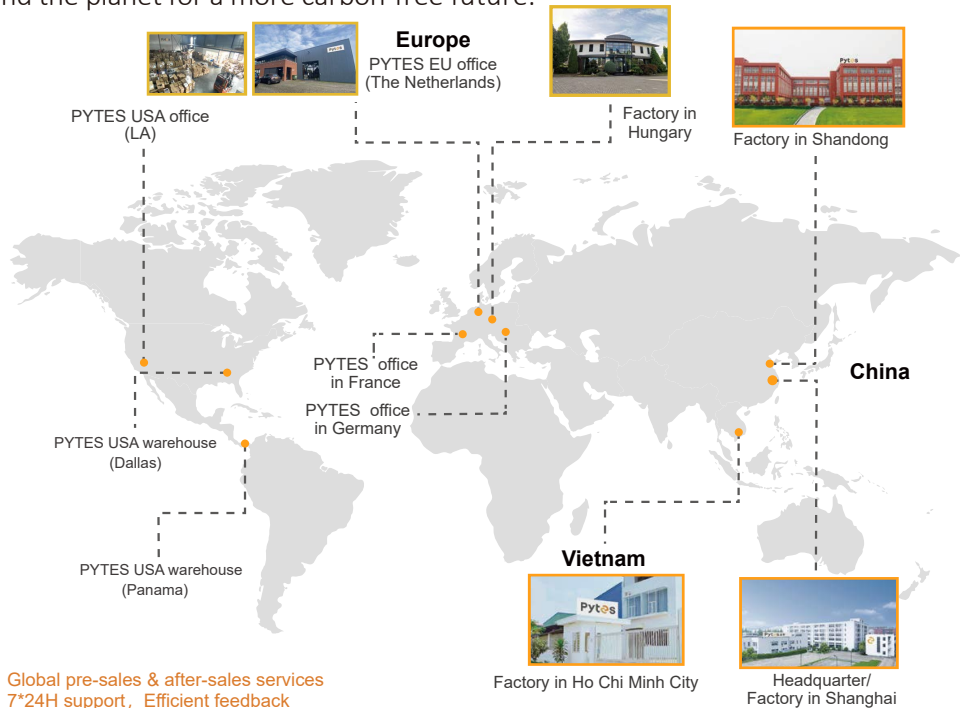 nd the planet for a more carbon-free future.
Europe
PYTES EU office
(The Netherlands)
Pytes
PYTES USA office
(LA)
Factory in
Hungary
Pytes
Factory in Shandong
PYTES office
in France
PYTES office
in Germany
China
PYTES USA warehouse
(Dallas)
PYTES USA warehouse
(Panama)
Vietnam
Pytes
Factory in Ho Chi Minh City
Pytes
Headquarter/
Factory in Shanghai
Global pre-sales & after-sales services
7*24H support，Efficient feedback